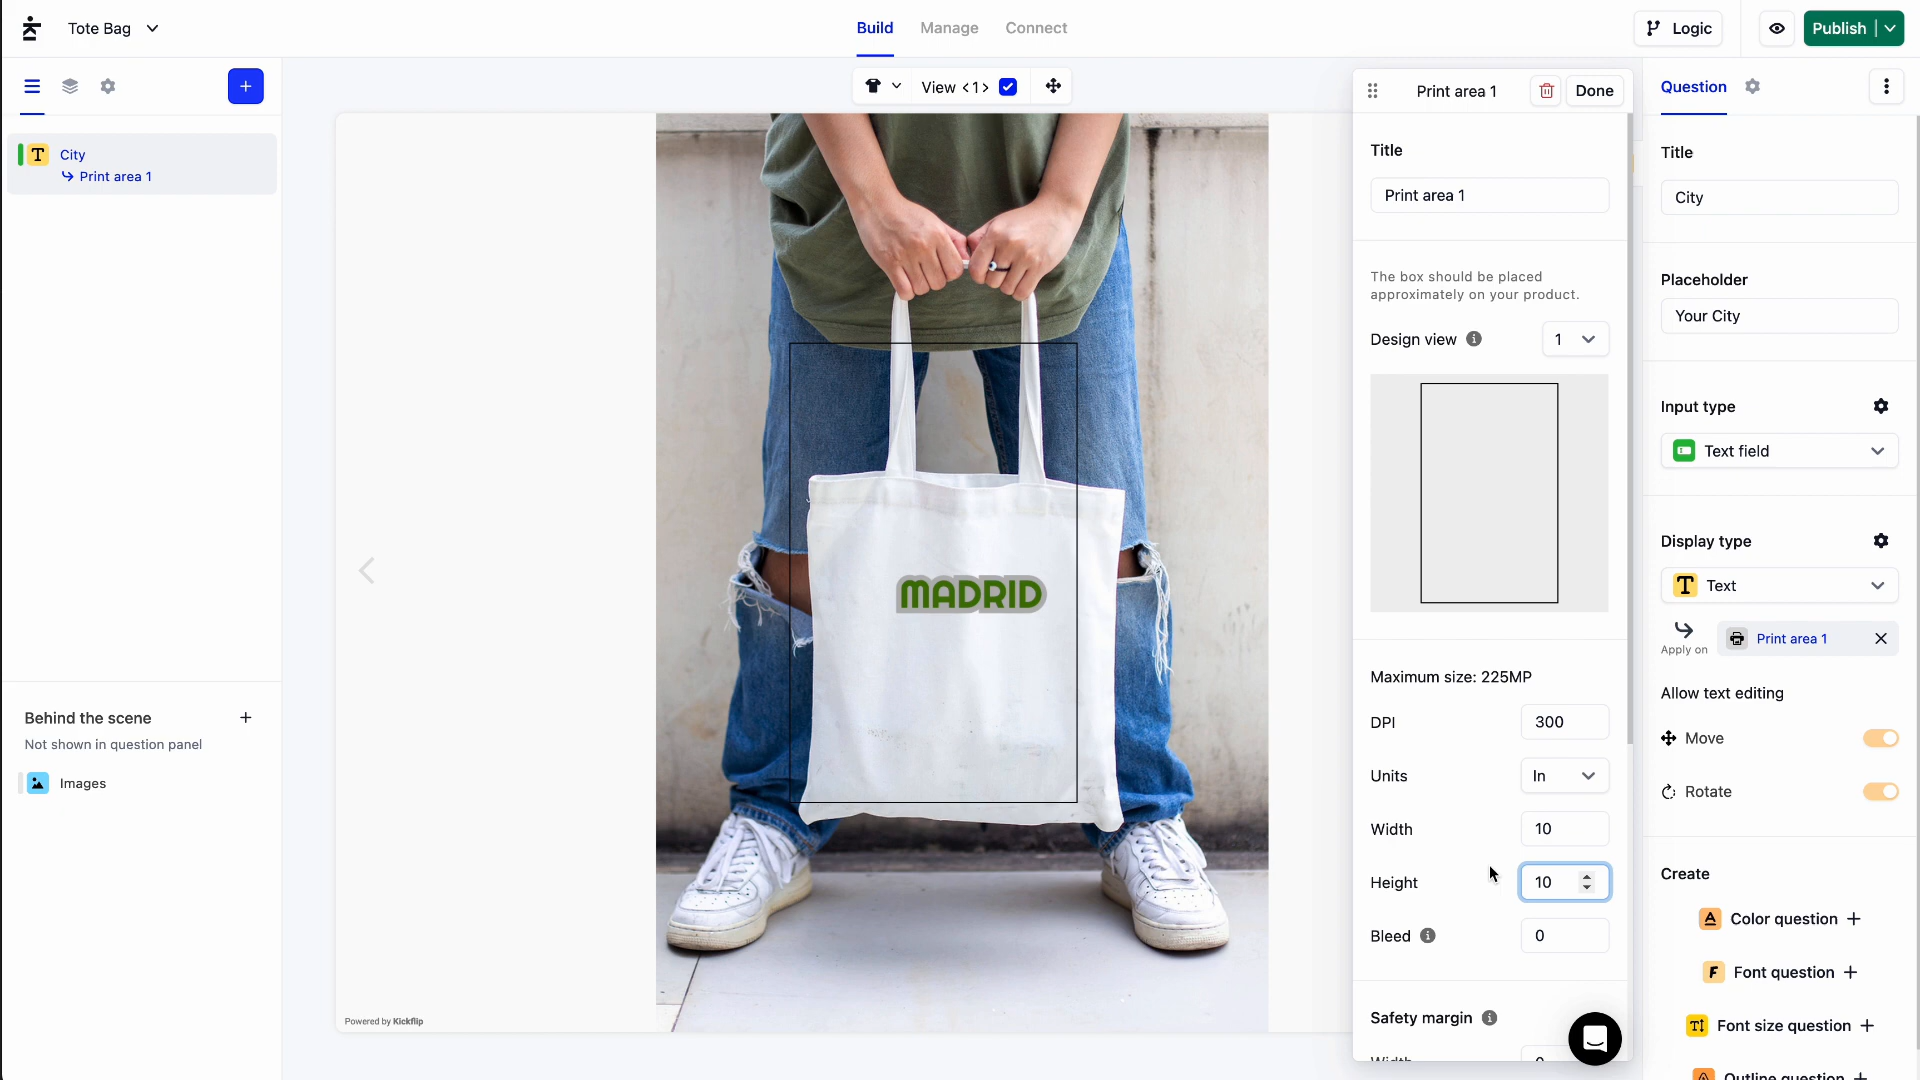 Tote Bag
Build
Manage
Connect
Logic
Publish
View <1>
Print area 1
Done
Question
City
Print area 1
Title
Print area 1
The box should be placed
approximately on your product.
Design view
1
Maximum size: 225MP
DPI
300
Units
In
Width
10
Height
10
Bleed
0
Safety margin
MADRID
Powered by Kickflip
Behind the scene
Not shown in question panel
Images
Title
City
Placeholder
Your City
Input type
Text field
Display type
T Text
Apply on
Print area 1
Allow text editing
Move
Rotate
Create
Color question
Font question
Font size question
Outline question